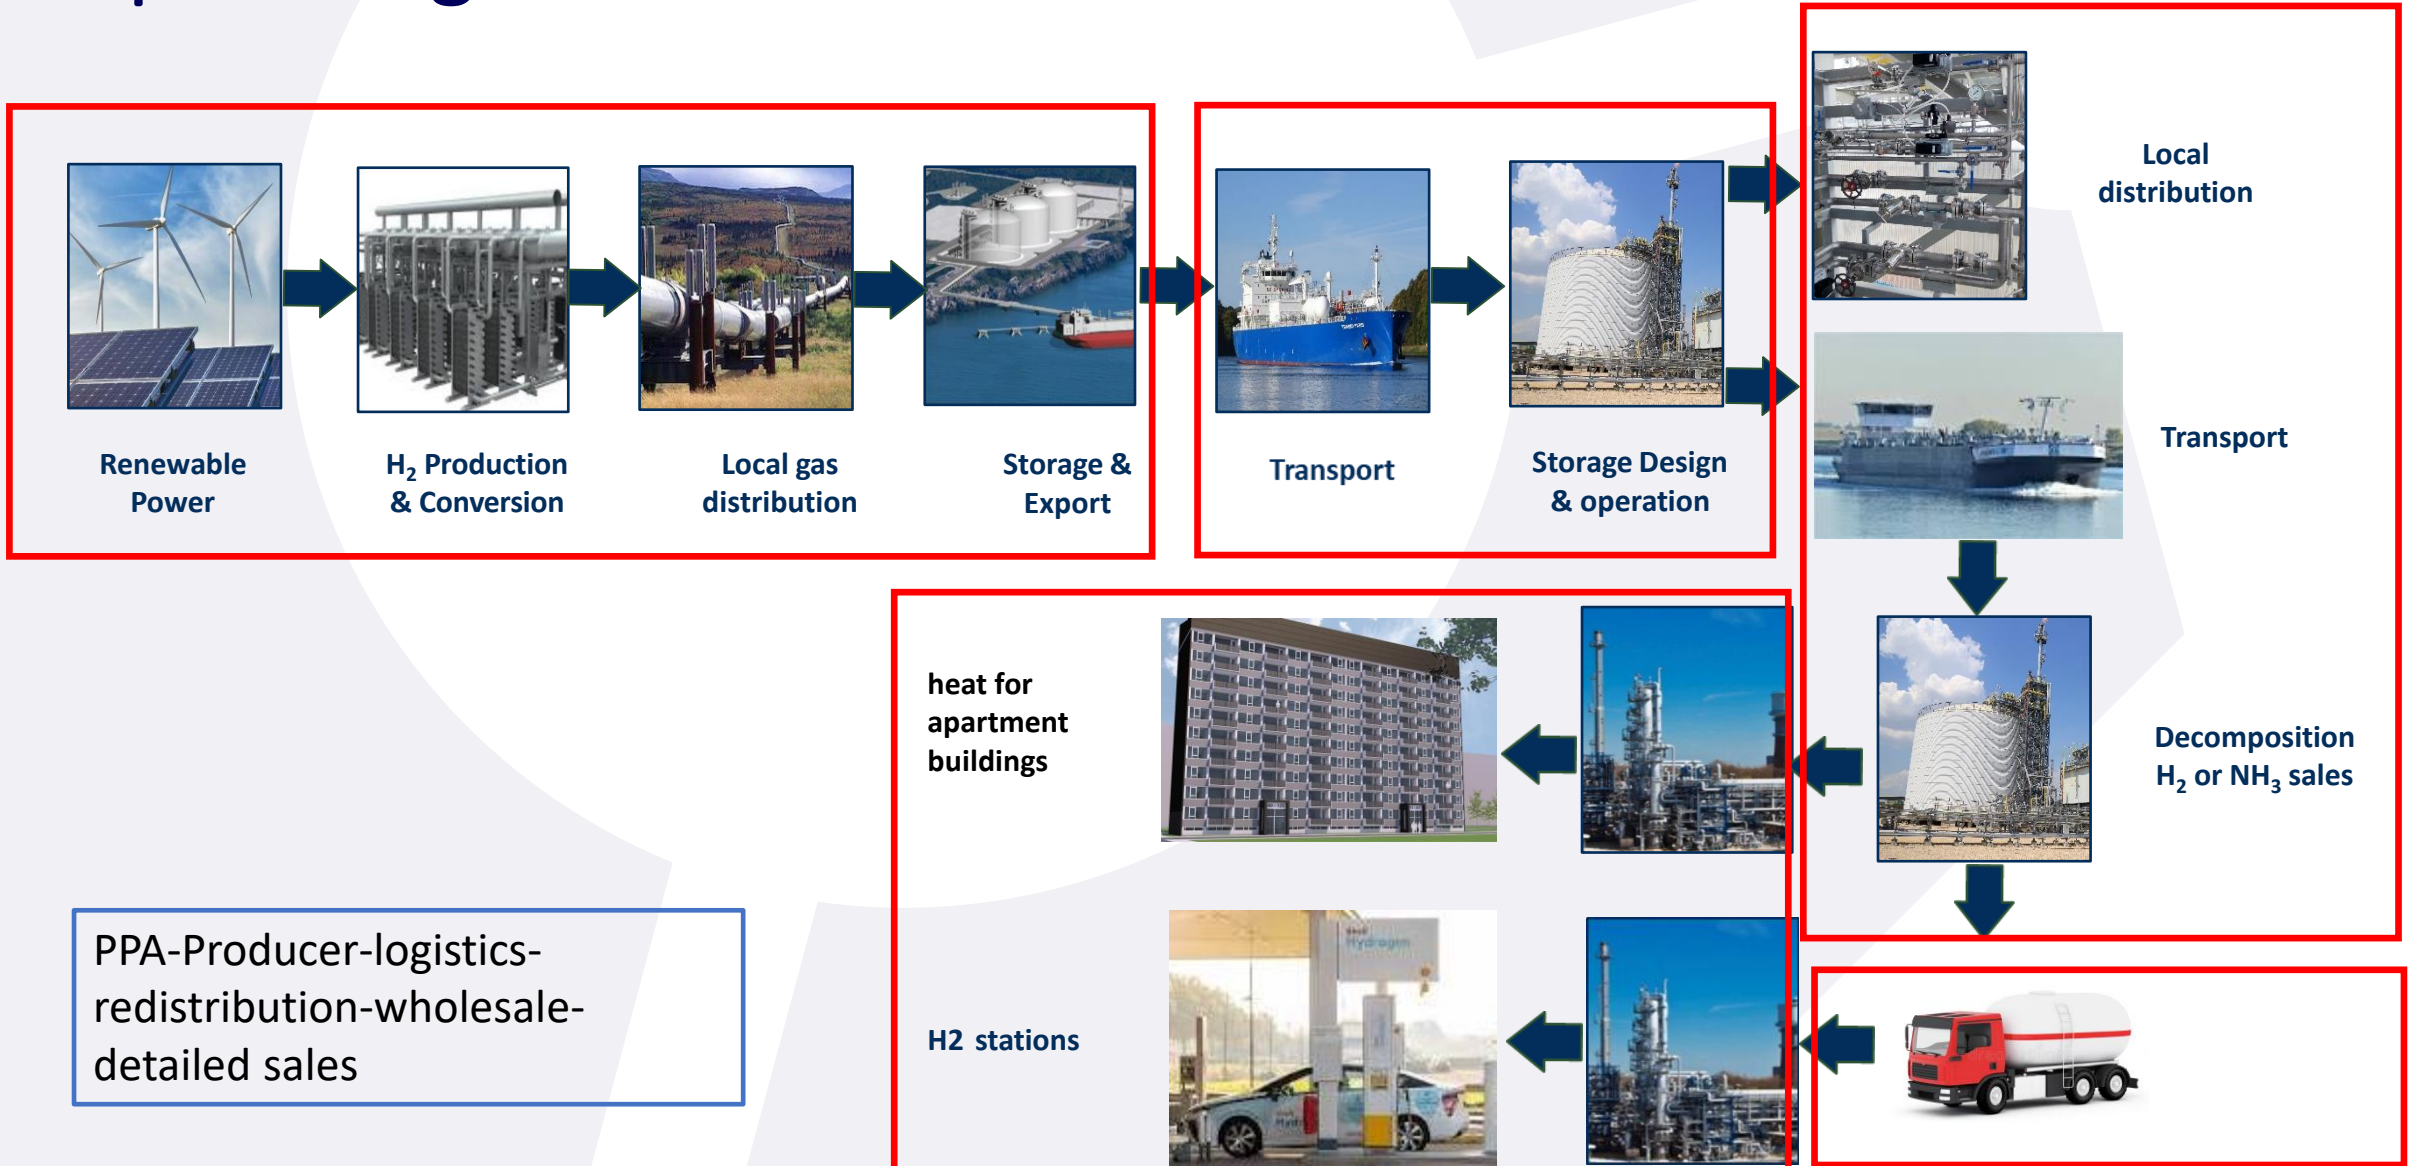 Renewable
Power
H₂ Production
& Conversion
Local gas
distribution
Storage &
Export
Transport
Storage Design
& operation
Local
distribution
Transport
Decomposition
H₂ or NH₃ sales
heat for
apartment
buildings
H2 stations
Hydrogen
PPA-Producer-logistics-
redistribution-wholesale-
detailed sales